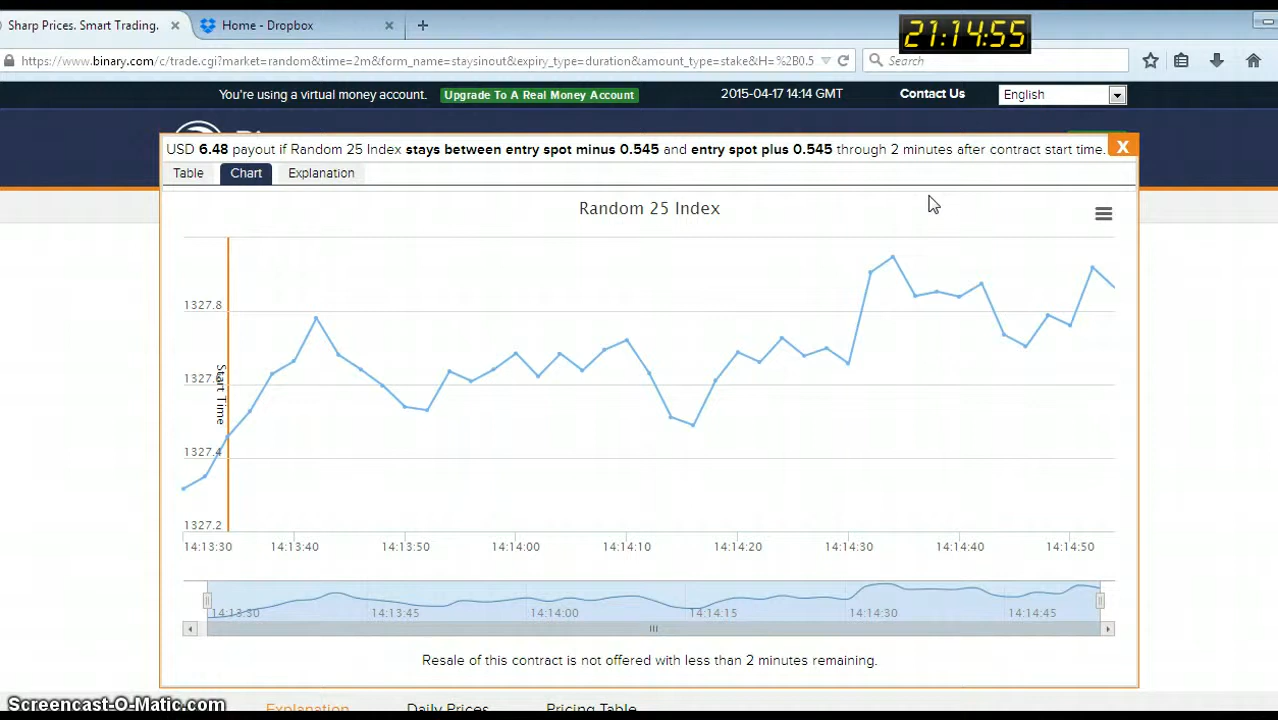 Sharp Prices. Smart Trading. × Home - Dropbox × +
21:14:55
https://www.binary.com/c/trade.cgi?market=random&time=2m&form_name=staysinout&expiry_type=duration&amount_type=stake&H= %2B0.5 Search
You're using a virtual money account. Upgrade To A Real Money Account 2015-04-17 14:14 GMT Contact Us English
USD 6.48 payout if Random 25 Index stays between entry spot minus 0.545 and entry spot plus 0.545 through 2 minutes after contract start time. X
Table Chart Explanation
Random 25 Index
1327.8
Start Time
1327.4
1327.2
14:13:30 14:13:40 14:13:50 14:14:00 14:14:10 14:14:20 14:14:30 14:14:40 14:14:50
14:13:30 14:13:45 14:14:00 14:14:15 14:14:30 14:14:45
Resale of this contract is not offered with less than 2 minutes remaining.
Screencast-O-Matic.com Explanation Daily Prices Pricing Table